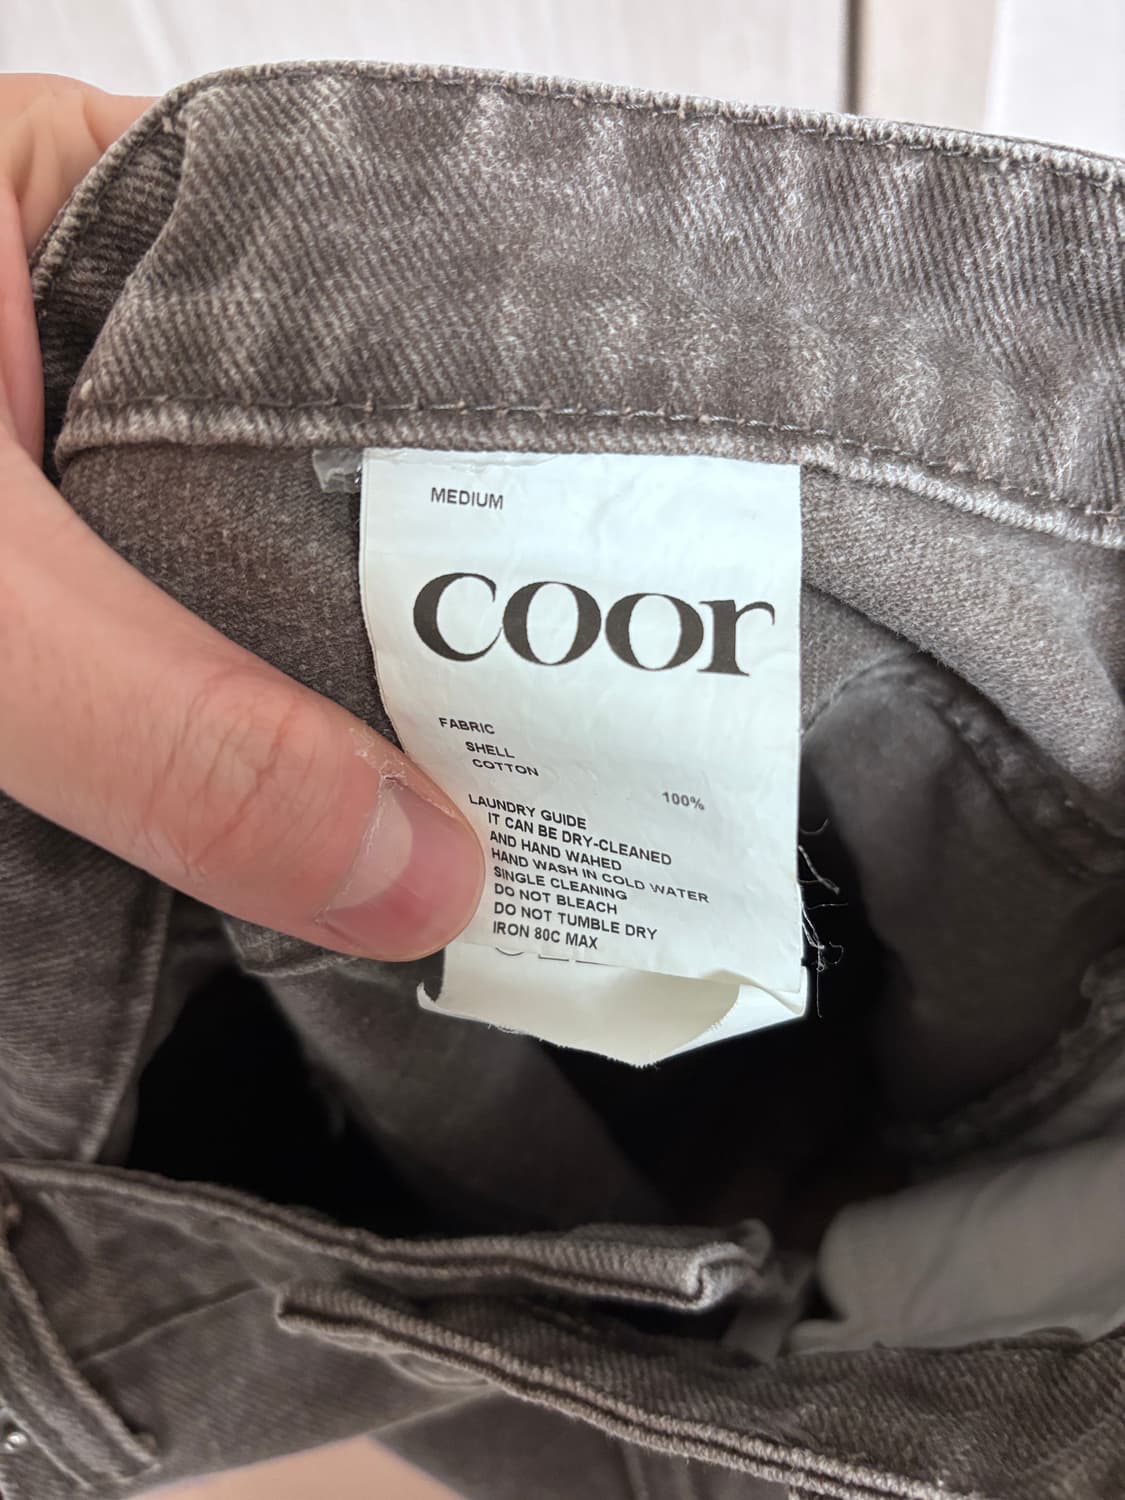 MEDIUM
coor
FABRIC
SHELL
COTTON
100%
LAUNDRY GUIDE
IT CAN BE DRY-CLEANED
AND HAND WAHED
HAND WASH IN COLD WATER
SINGLE CLEANING
DO NOT BLEACH
DO NOT TUMBLE DRY
IRON 80C MAX